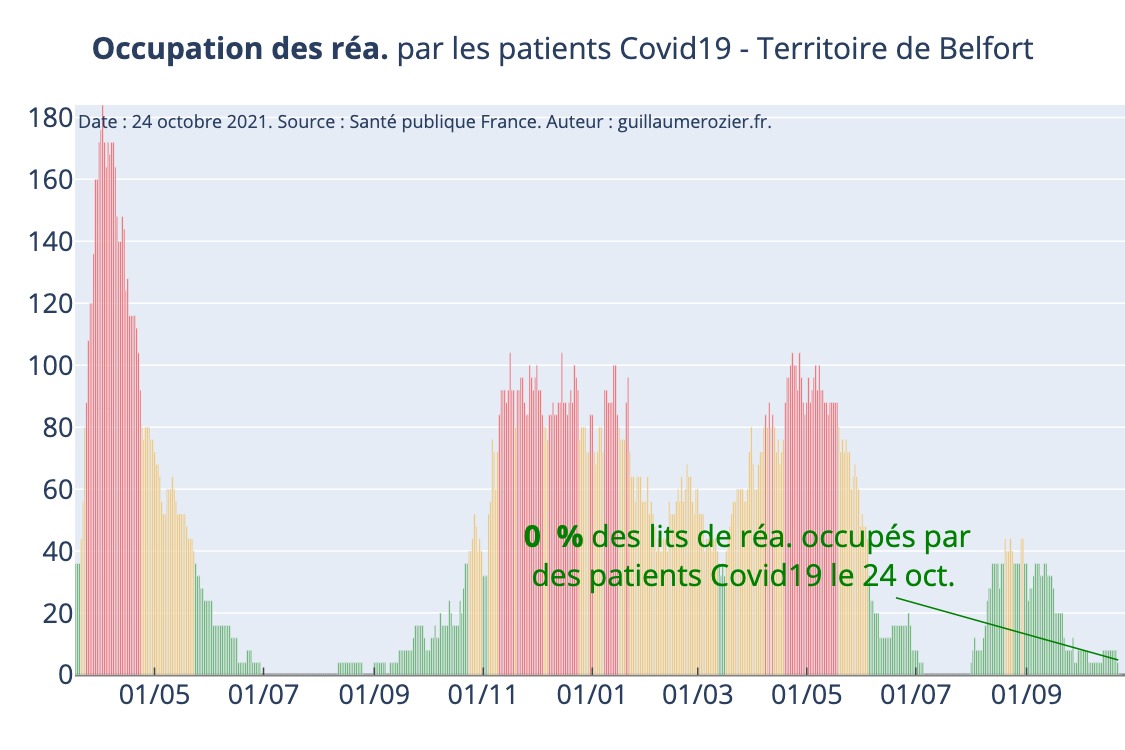 Occupation des réa. par les patients Covid19 - Territoire de Belfort
180
Date : 24 octobre 2021. Source : Santé publique France. Auteur : guillaumerozier.fr.
160
140
120
100
80
60
40
20
0
0 % des lits de réa. occupés par
des patients Covid19 le 24 oct.
01/05 01/07 01/09 01/11 01/01 01/03 01/05 01/07 01/09